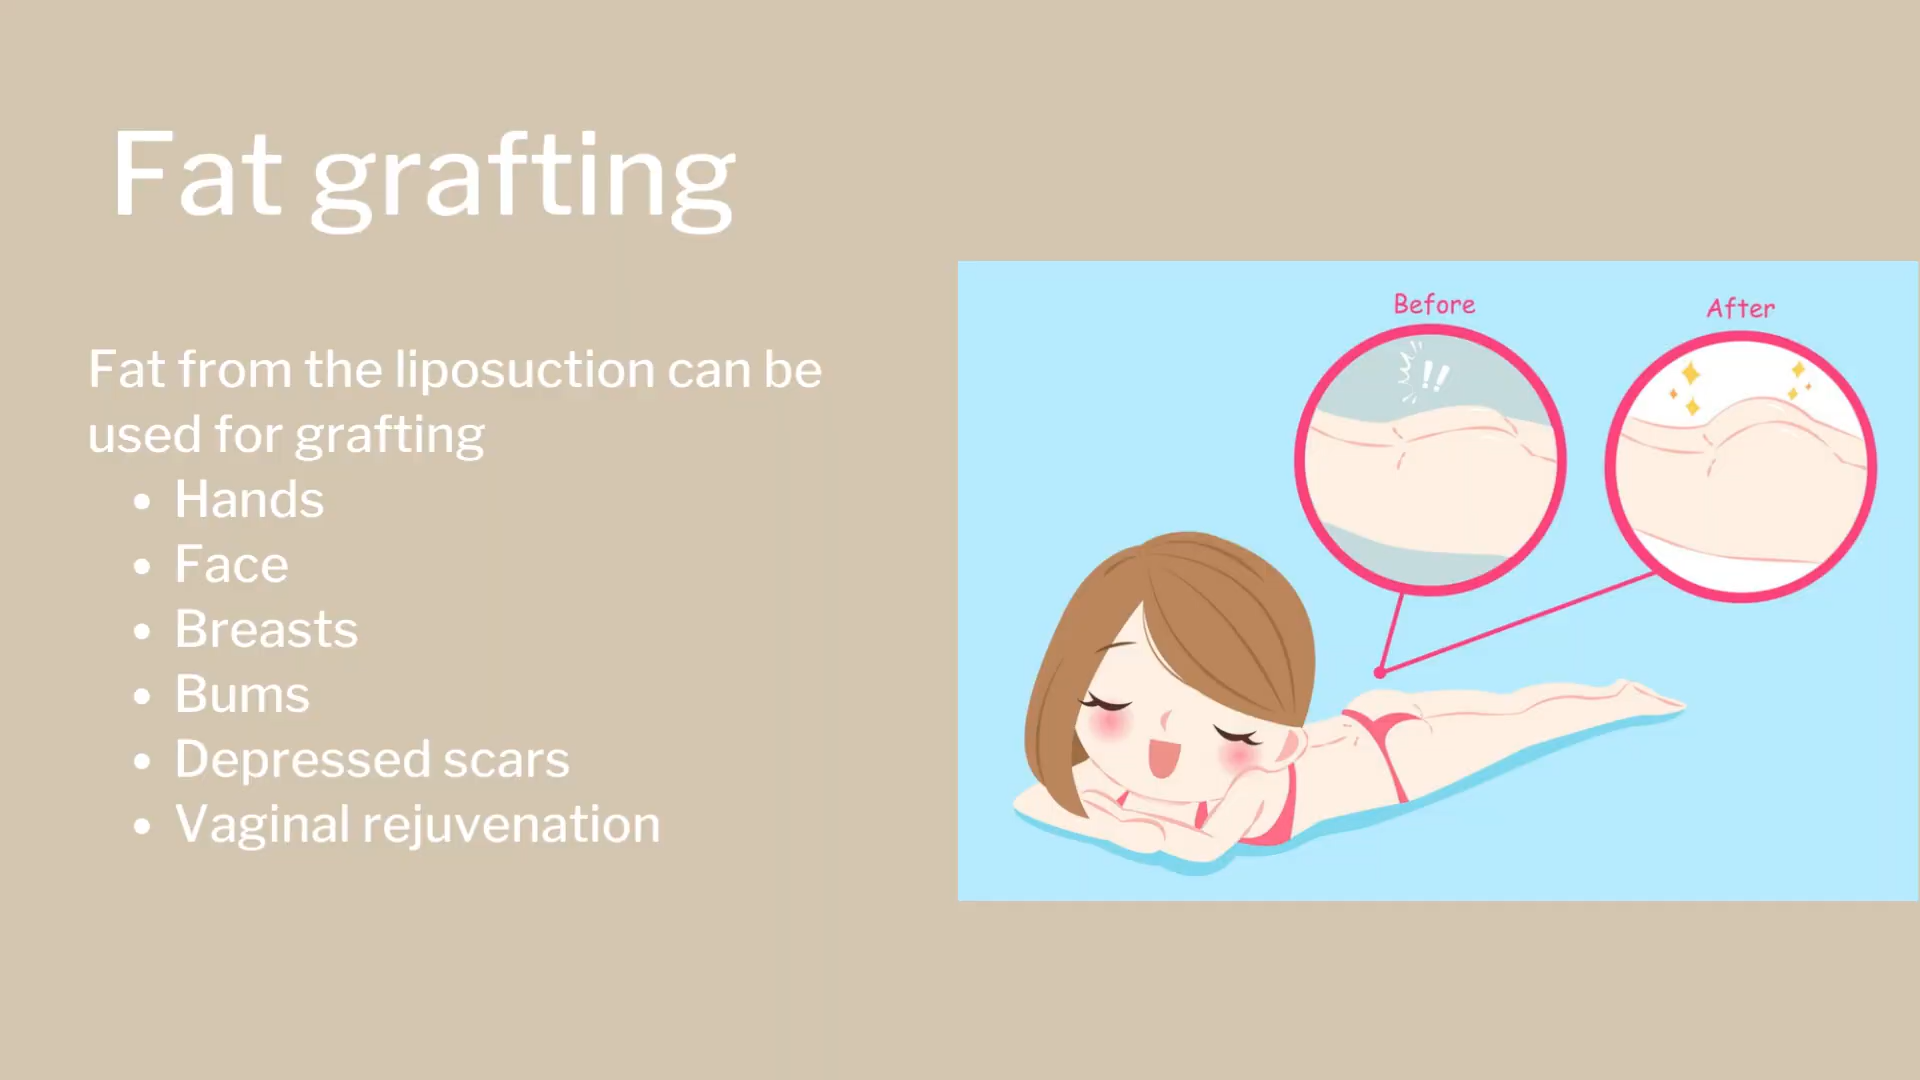 Fat grafting
Fat from the liposuction can be
used for grafting
• Hands
• Face
• Breasts
• Bums
• Depressed scars
• Vaginal rejuvenation
Before
After
!!